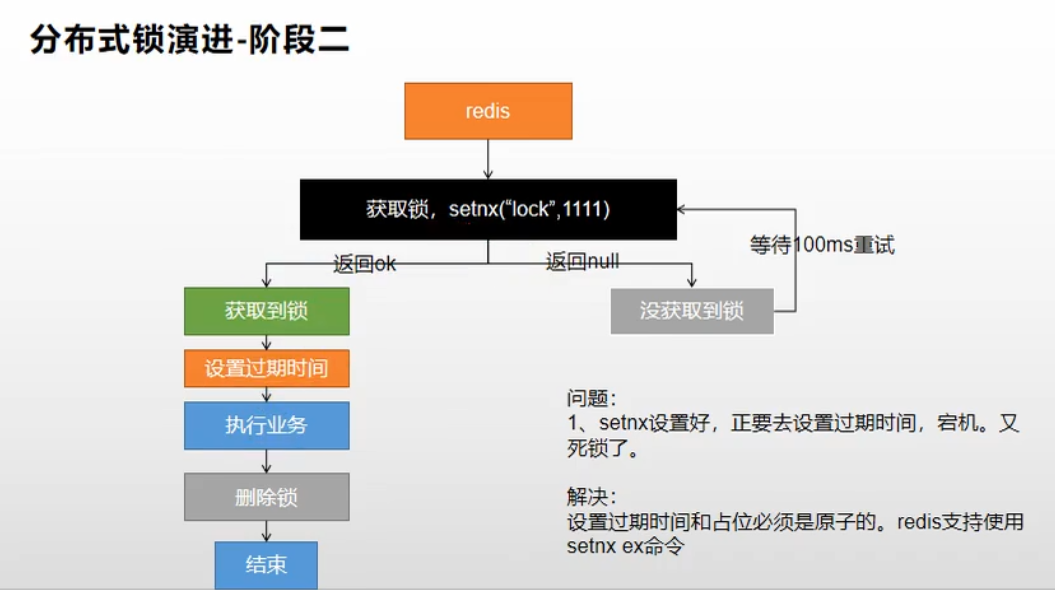 分布式锁演进-阶段二
redis
获取锁，setnx(“lock”,1111)
等待100ms重试
返回ok
返回null
获取到锁
没获取到锁
设置过期时间
执行业务
删除锁
结束
问题：
1、setnx设置好，正要去设置过期时间，宕机。又
死锁了。
解决：
设置过期时间和占位必须是原子的。redis支持使用
setnx ex命令